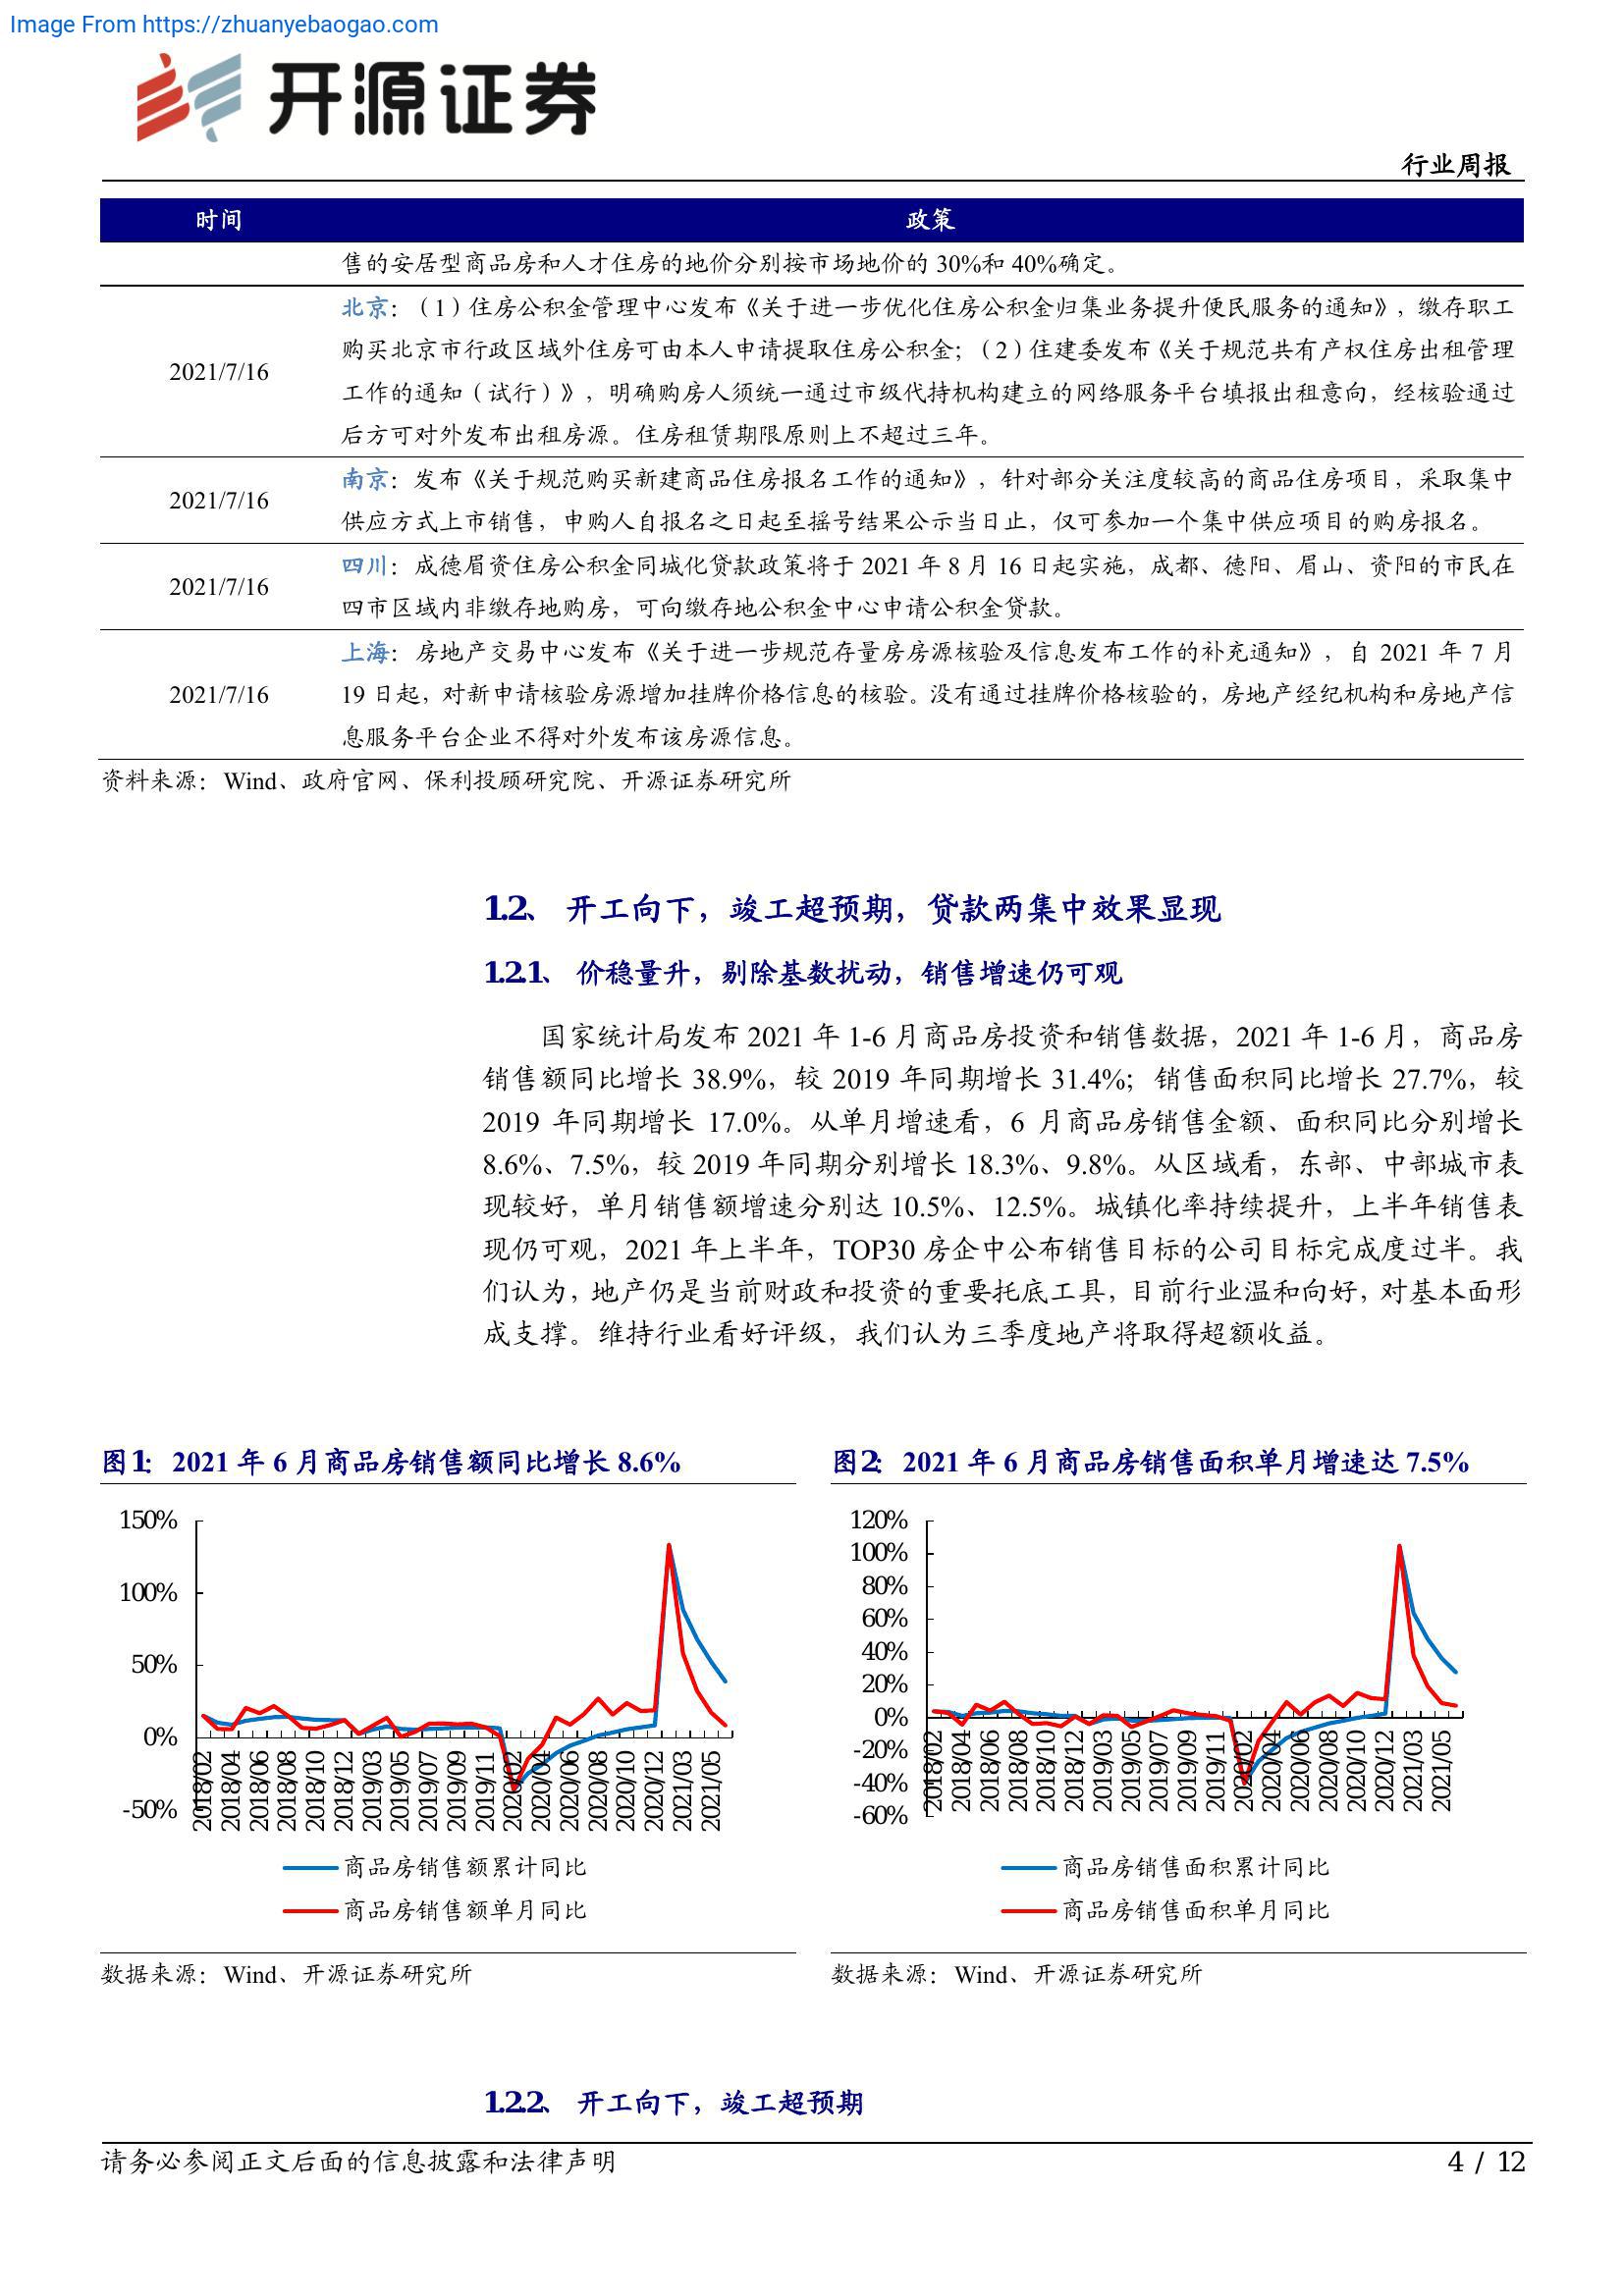 Image From https://zhuanyebaogao.com
开源证券
行业周报
时间 政策
售的安居型商品房和人才住房的地价分别按市场地价的 30%和 40%确定。
北京：（1）住房公积金管理中心发布《关于进一步优化住房公积金归集业务提升便民服务的通知》，缴存职工
购买北京市行政区域外住房可由本人申请提取住房公积金；（2）住建委发布《关于规范共有产权住房出租管理
2021/7/16
工作的通知（试行）》，明确购房人须统一通过市级代持机构建立的网络服务平台填报出租意向，经核验通过
后方可对外发布出租房源。住房租赁期限原则上不超过三年。
南京：发布《关于规范购买新建商品住房报名工作的通知》，针对部分关注度较高的商品住房项目，采取集中
2021/7/16
供应方式上市销售，申购人自报名之日起至摇号结果公示当日止，仅可参加一个集中供应项目的购房报名。
四川：成德眉资住房公积金同城化贷款政策将于 2021 年 8 月 16 日起实施，成都、德阳、眉山、资阳的市民在
2021/7/16
四市区域内非缴存地购房，可向缴存地公积金中心申请公积金贷款。
上海：房地产交易中心发布《关于进一步规范存量房房源核验及信息发布工作的补充通知》，自 2021 年 7 月
2021/7/16
19 日起，对新申请核验房源增加挂牌价格信息的核验。没有通过挂牌价格核验的，房地产经纪机构和房地产信
息服务平台企业不得对外发布该房源信息。
资料来源：Wind、政府官网、保利投顾研究院、开源证券研究所
1.2、 开工向下，竣工超预期，贷款两集中效果显现
1.2.1、 价稳量升，剔除基数扰动，销售增速仍可观
国家统计局发布 2021 年 1-6 月商品房投资和销售数据，2021 年 1-6 月，商品房
销售额同比增长 38.9%，较 2019 年同期增长 31.4%；销售面积同比增长 27.7%，较
2019 年同期增长 17.0%。从单月增速看，6 月商品房销售金额、面积同比分别增长
8.6%、7.5%，较 2019 年同期分别增长 18.3%、9.8%。从区域看，东部、中部城市表
现较好，单月销售额增速分别达 10.5%、12.5%。城镇化率持续提升，上半年销售表
现仍可观，2021 年上半年，TOP30 房企中公布销售目标的公司目标完成度过半。我
们认为，地产仍是当前财政和投资的重要托底工具，目前行业温和向好，对基本面形
成支撑。维持行业看好评级，我们认为三季度地产将取得超额收益。
图1：2021 年 6 月商品房销售额同比增长 8.6%
150%
100%
50%
0%
-50%
2018/02 2018/04 2018/06 2018/08 2018/10 2018/12 2019/03 2019/05 2019/07 2019/09 2019/11 2020/02 2020/04 2020/06 2020/08 2020/10 2020/12 2021/03 2021/05
商品房销售额累计同比
商品房销售额单月同比
数据来源：Wind、开源证券研究所
图2：2021 年 6 月商品房销售面积单月增速达 7.5%
120%
100%
80%
60%
40%
20%
0%
-20%
-40%
-60%
2018/02 2018/04 2018/06 2018/08 2018/10 2018/12 2019/03 2019/05 2019/07 2019/09 2019/11 2020/02 2020/04 2020/06 2020/08 2020/10 2020/12 2021/03 2021/05
商品房销售面积累计同比
商品房销售面积单月同比
数据来源：Wind、开源证券研究所
1.2.2、 开工向下，竣工超预期
请务必参阅正文后面的信息披露和法律声明
4 / 12